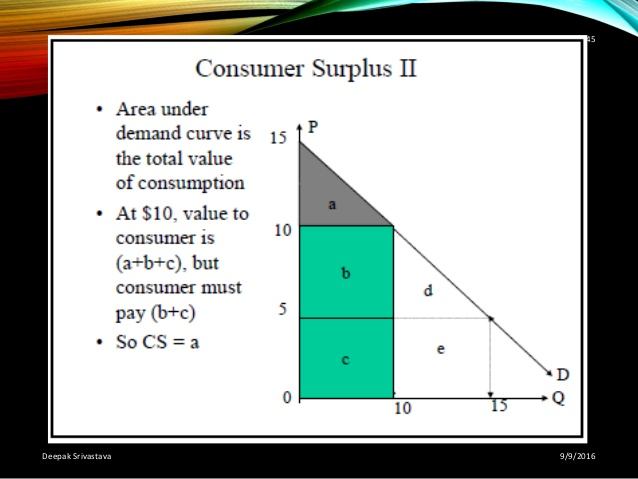 45
Consumer Surplus II
• Area under
demand curve is
the total value
of consumption
• At $10, value to
consumer is
(a+b+c), but
consumer must
pay (b+c)
• So CS = a
P
15
a
10
b
d
5
c
e
0
D
Q
10
15
Deepak Srivastava
9/9/2016